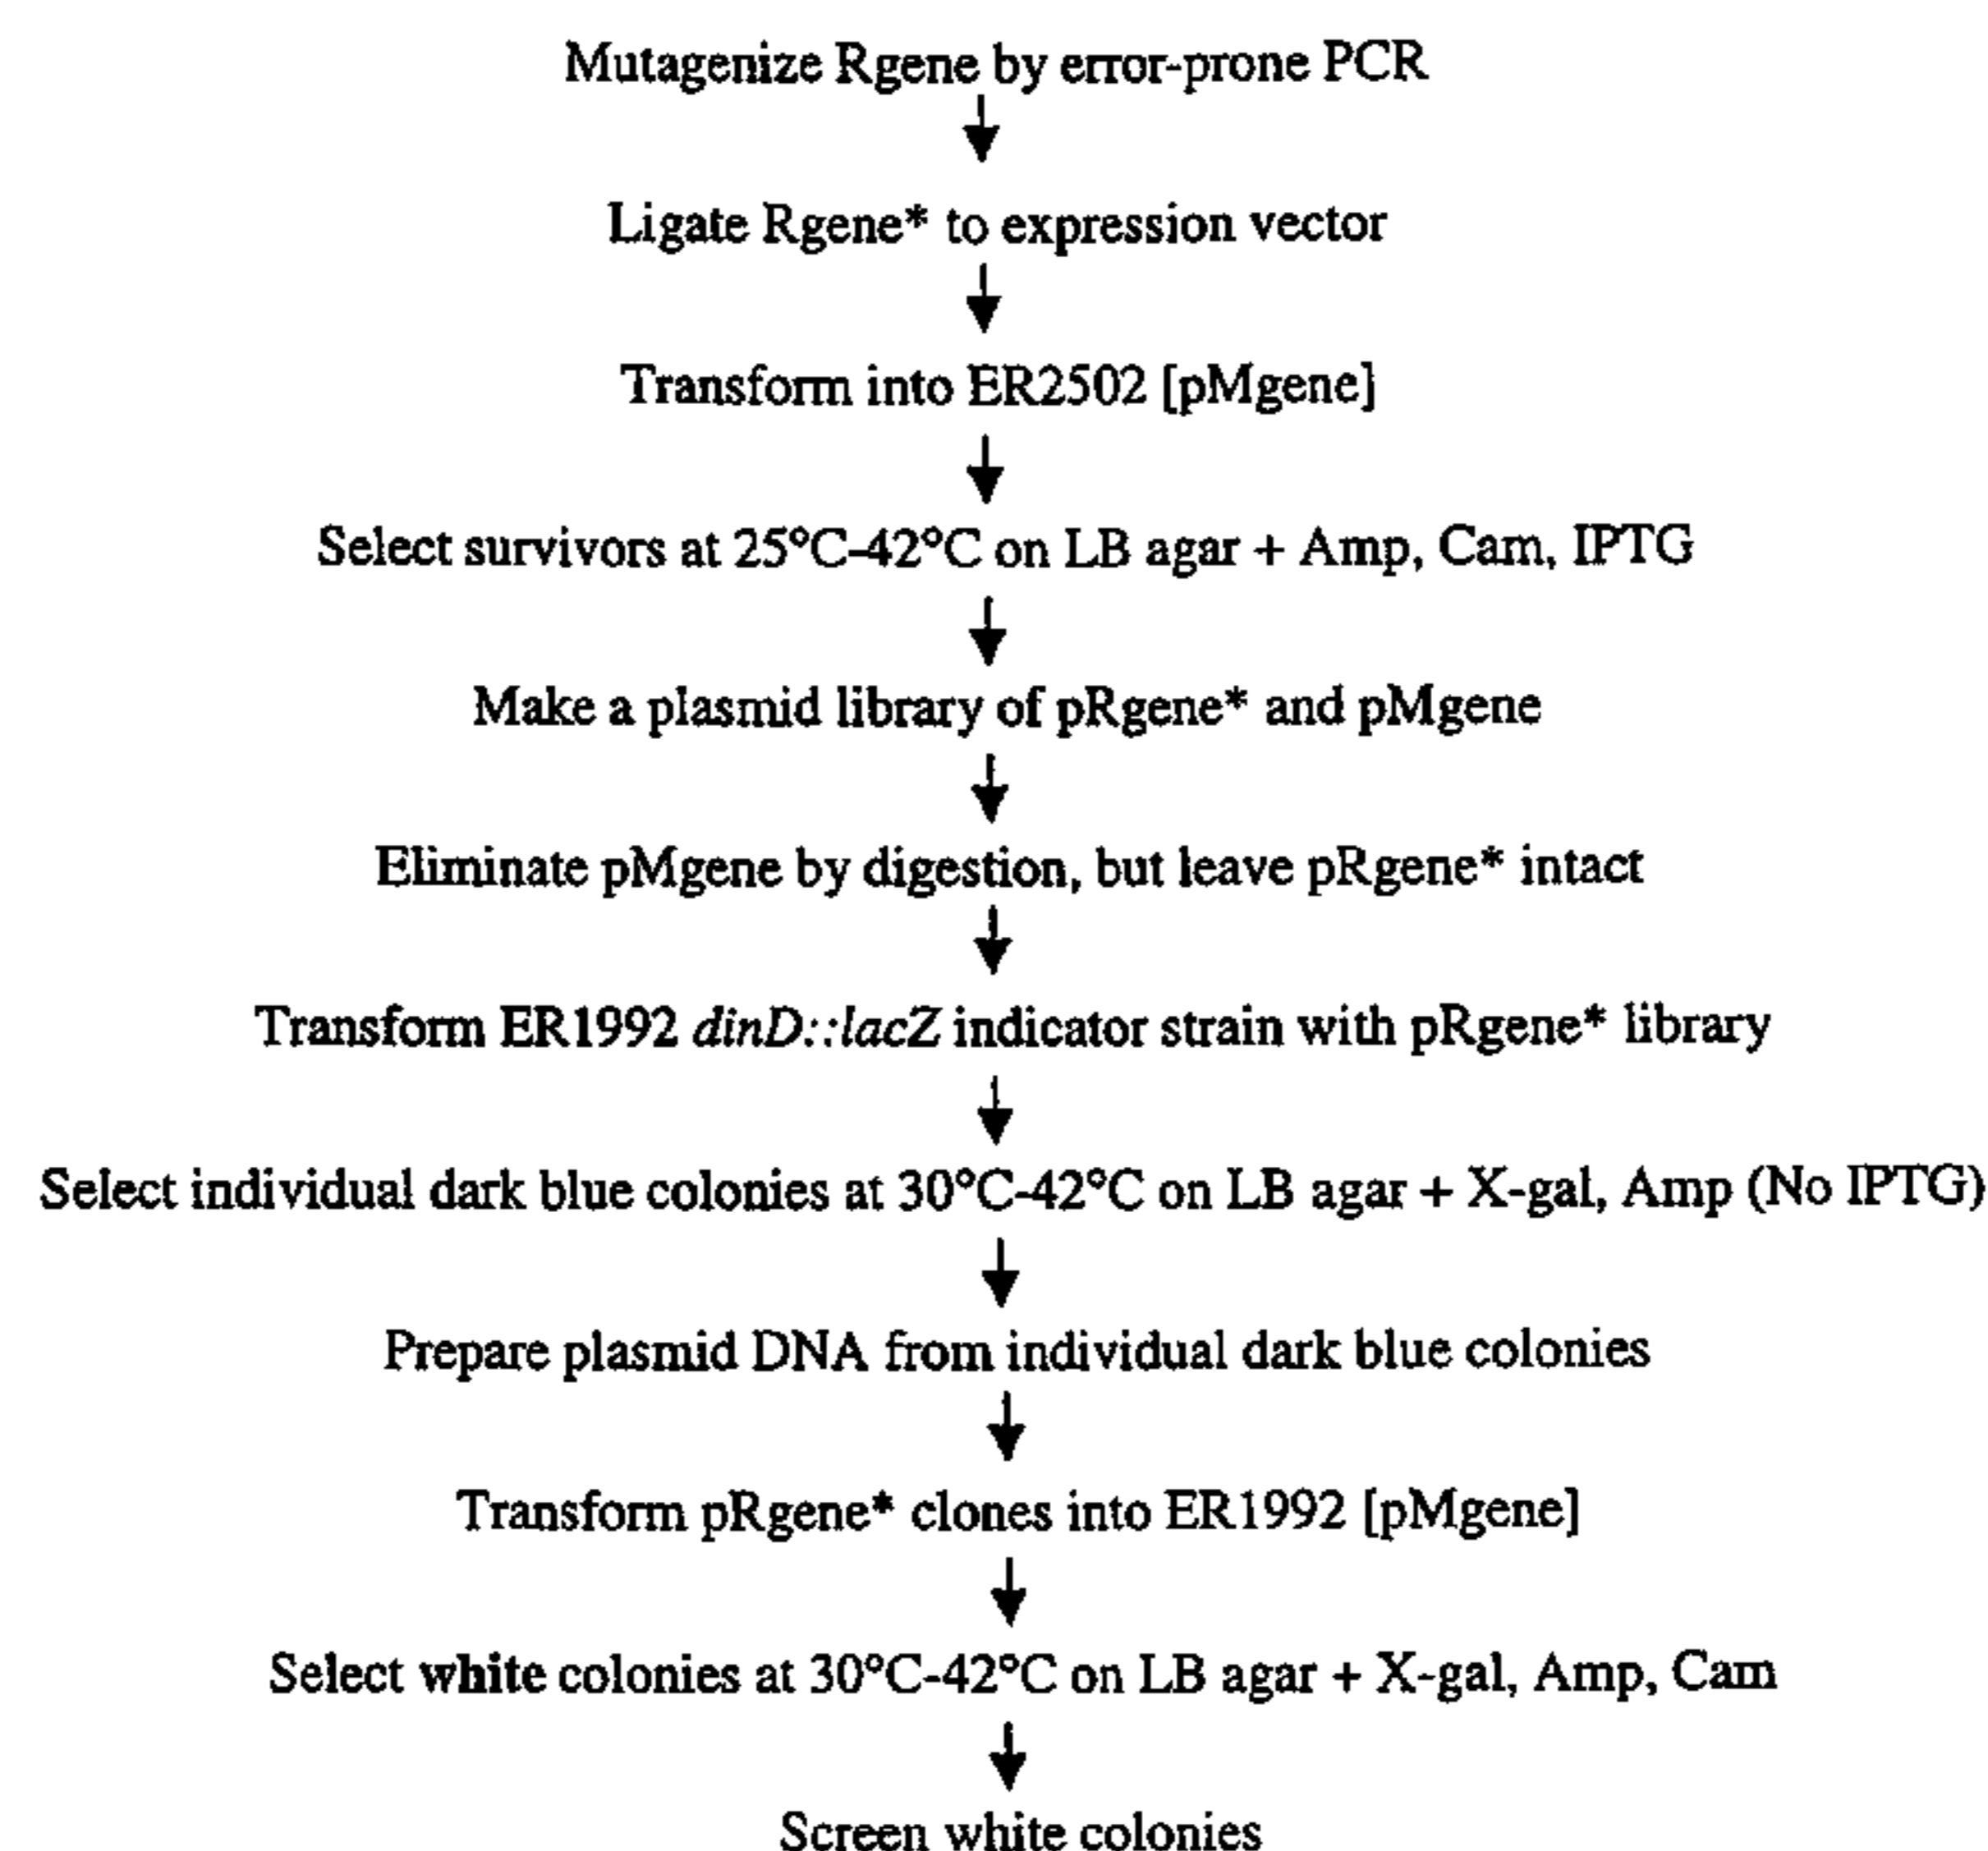 Mutagenize Rgene by error-prone PCR
Ligate Rgene* to expression vector
Transform into ER2502 [pMgene]
Select survivors at 25°C-42°C on LB agar + Amp, Cam, IPTG
Make a plasmid library of pRgene* and pMgene
Eliminate pMgene by digestion, but leave pRgene* intact
Transform ER1992 dinD::lacZ indicator strain with pRgene* library
Select individual dark blue colonies at 30°C-42°C on LB agar + X-gal, Amp (No IPTG)
Prepare plasmid DNA from individual dark blue colonies
Transform pRgene* clones into ER1992 [pMgene]
Select white colonies at 30°C-42°C on LB agar + X-gal, Amp, Cam
Screen white colonies